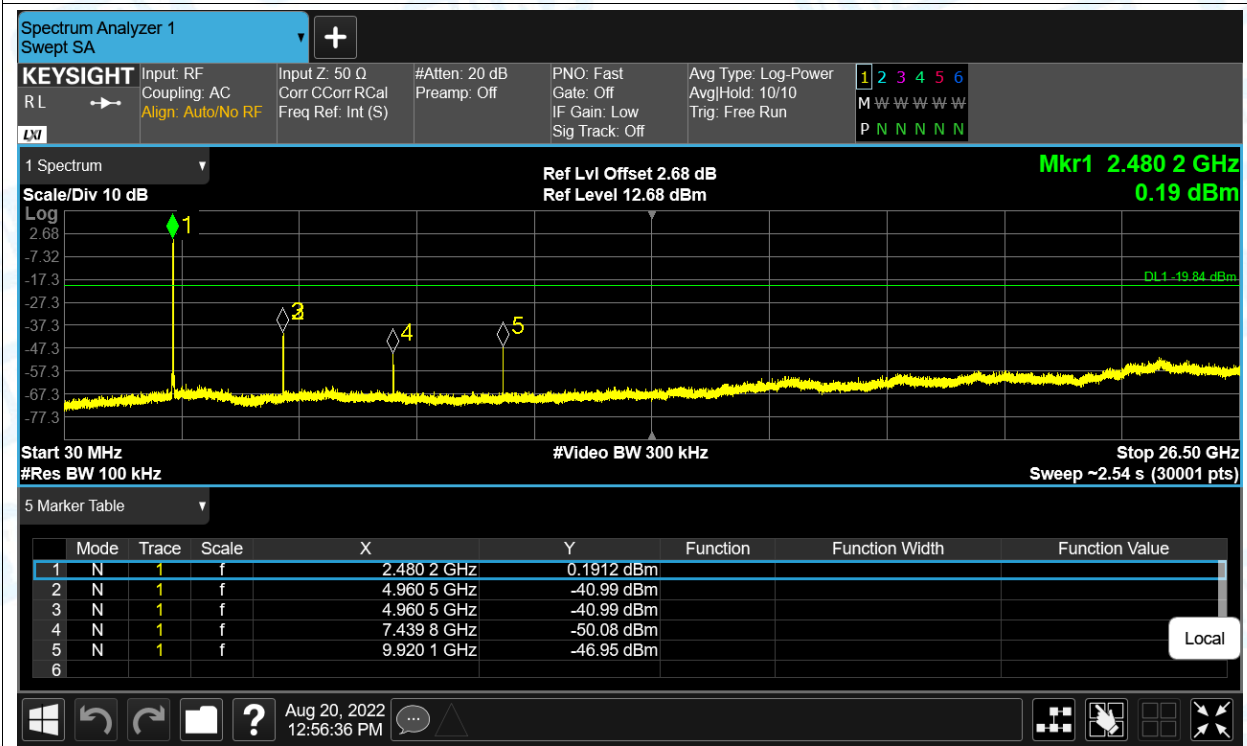 Spectrum Analyzer 1
Swept SA
KEYSIGHT
R L
LXI
Input: RF
Coupling: AC
Align: Auto/No RF
Input Z: 50 Ω
Corr CCorr RCal
Freq Ref: Int (S)
#Atten: 20 dB
Preamp: Off
PNO: Fast
Gate: Off
IF Gain: Low
Sig Track: Off
Avg Type: Log-Power
Avg|Hold: 10/10
Trig: Free Run
1 2 3 4 5 6
M W W W W W W
P N N N N N
1 Spectrum
Scale/Div 10 dB
Ref Lvl Offset 2.68 dB
Ref Level 12.68 dBm
Mkr1 2.480 2 GHz
0.19 dBm
Log
2.68
-7.32
-17.3
-27.3
-37.3
-47.3
-57.3
-67.3
-77.3
1
2
3
4
5
DL1 -19.84 dBm
Start 30 MHz
#Video BW 300 kHz
Stop 26.50 GHz
#Res BW 100 kHz
Sweep ~2.54 s (30001 pts)
5 Marker Table
Mode Trace Scale X Y Function Function Width Function Value
1 N 1 f 2.480 2 GHz 0.1912 dBm
2 N 1 f 4.960 5 GHz -40.99 dBm
3 N 1 f 4.960 5 GHz -40.99 dBm
4 N 1 f 7.439 8 GHz -50.08 dBm
5 N 1 f 9.920 1 GHz -46.95 dBm
6
Local
?
Aug 20, 2022
12:56:36 PM